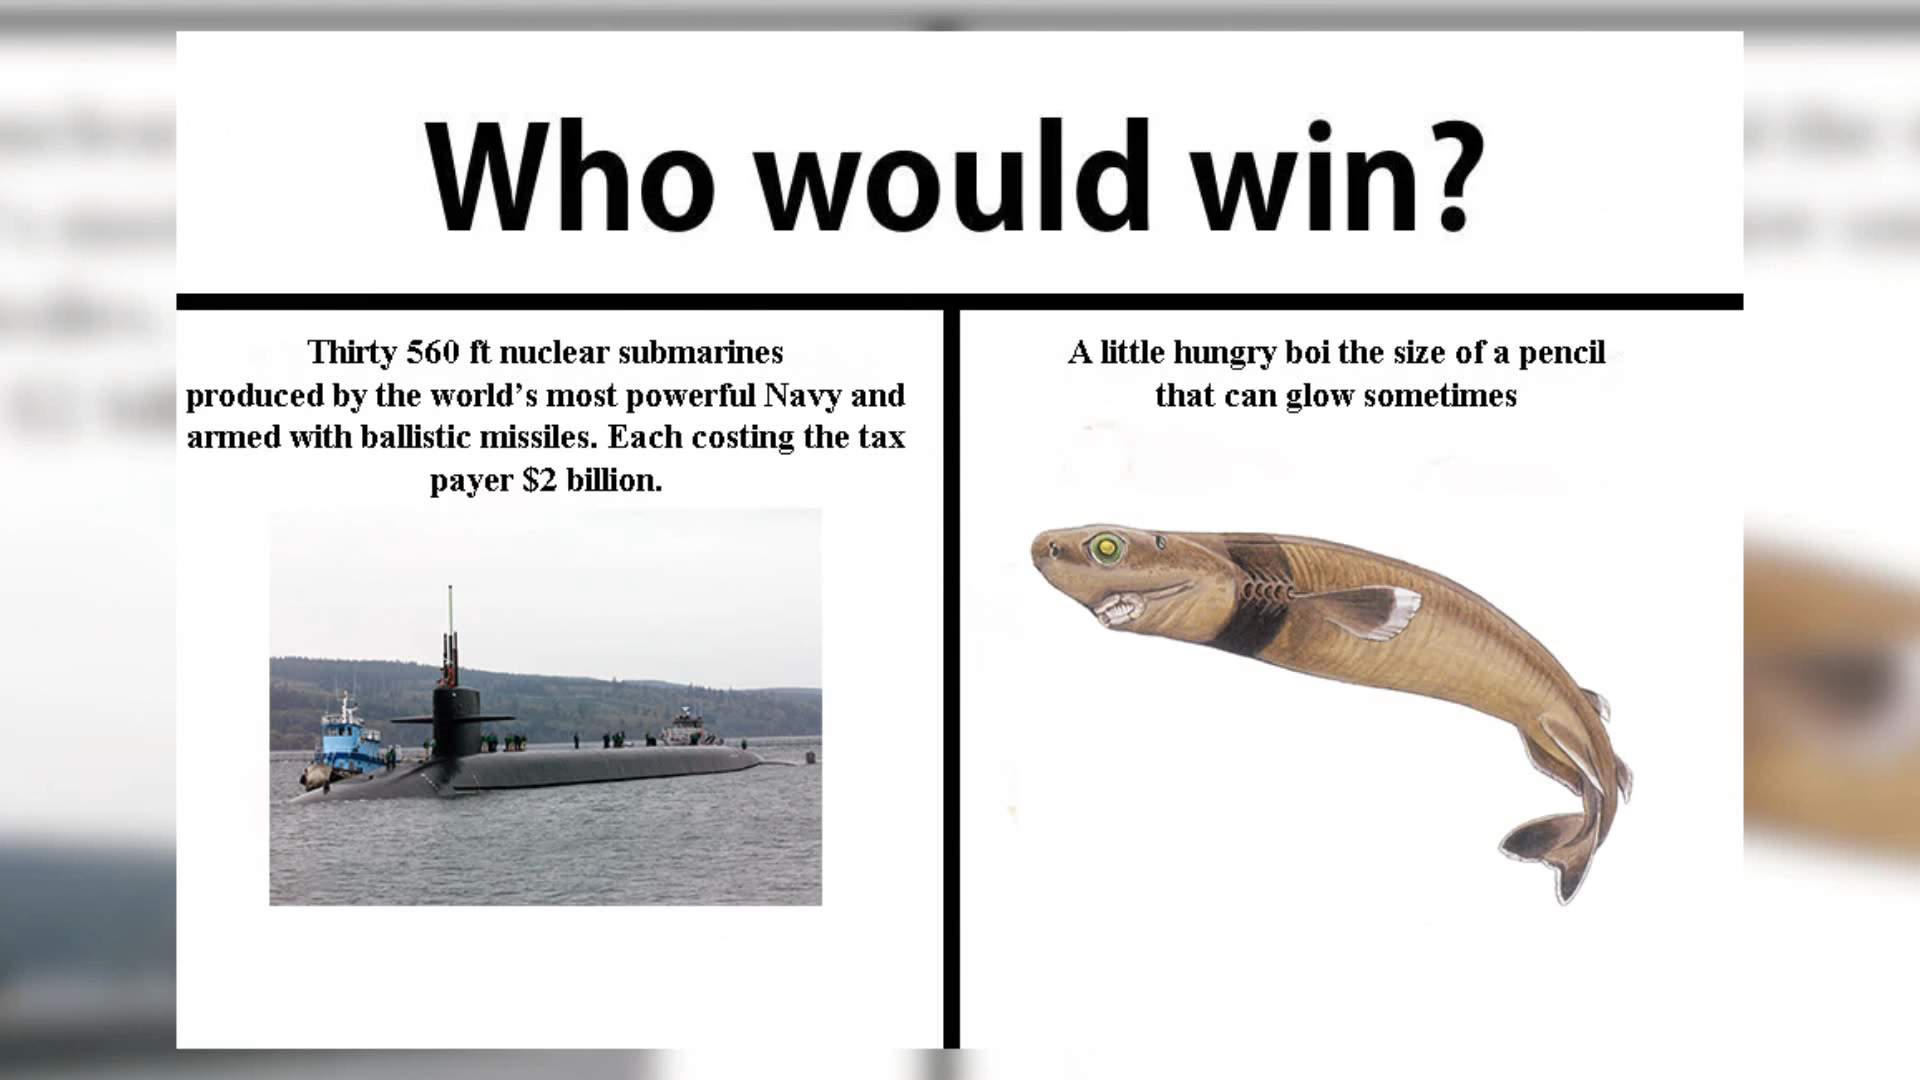 Who would win?
Thirty 560 ft nuclear submarines
produced by the world's most powerful Navy and
armed with ballistic missiles. Each costing the tax
payer $2 billion.
A little hungry boi the size of a pencil
that can glow sometimes